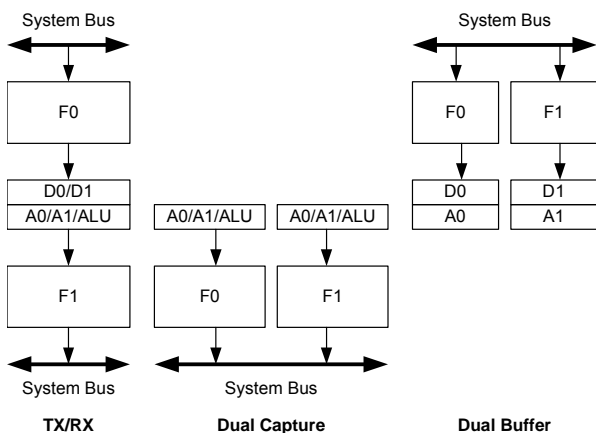 System Bus
F0
D0/D1
A0/A1/ALU
F1
System Bus
TX/RX
A0/A1/ALU
A0/A1/ALU
F0
F1
System Bus
Dual Capture
System Bus
F0
F1
D0
D1
A0
A1
Dual Buffer